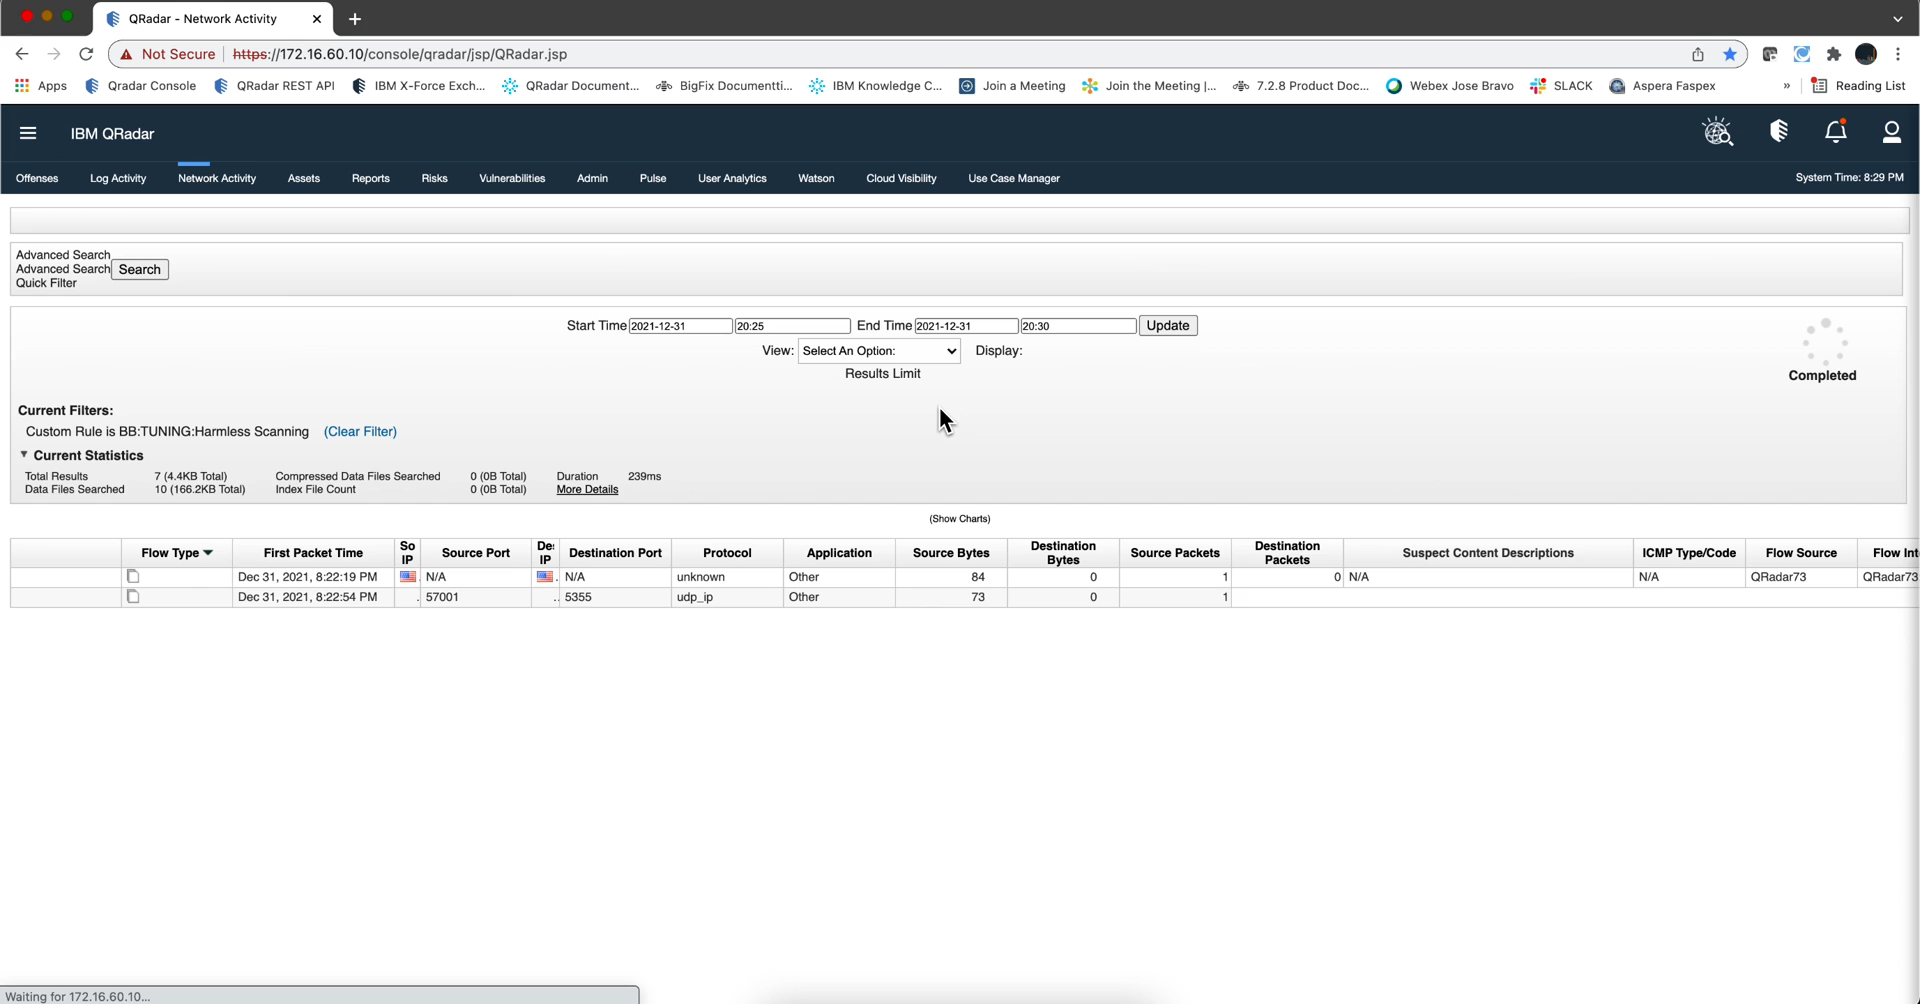 QRadar - Network Activity
Not Secure https://172.16.60.10/console/qradar/jsp/QRadar.jsp
Apps Qradar Console QRadar REST API IBM X-Force Exch... QRadar Document... BigFix Documentti... IBM Knowledge C... Join a Meeting Join the Meeting |... 7.2.8 Product Doc... Webex Jose Bravo SLACK Aspera Faspex » Reading List
IBM QRadar
Offenses Log Activity Network Activity Assets Reports Risks Vulnerabilities Admin Pulse User Analytics Watson Cloud Visibility Use Case Manager System Time: 8:29 PM
Advanced Search
Advanced Search Search
Quick Filter
Start Time 2021-12-31 20:25 End Time 2021-12-31 20:30 Update
View: Select An Option: Display:
Results Limit
Completed
Current Filters:
Custom Rule is BB:TUNING:Harmless Scanning (Clear Filter)
Current Statistics
Total Results 7 (4.4KB Total) Compressed Data Files Searched 0 (0B Total) Duration 239ms
Data Files Searched 10 (166.2KB Total) Index File Count 0 (0B Total) More Details
(Show Charts)
Flow Type First Packet Time So IP Source Port De: IP Destination Port Protocol Application Source Bytes Destination Bytes Source Packets Destination Packets Suspect Content Descriptions ICMP Type/Code Flow Source Flow Int
Dec 31, 2021, 8:22:19 PM N/A . N/A unknown Other 84 0 1 0 N/A N/A QRadar73 QRadar73
Dec 31, 2021, 8:22:54 PM . 57001 .. 5355 udp_ip Other 73 0 1
Waiting for 172.16.60.10...